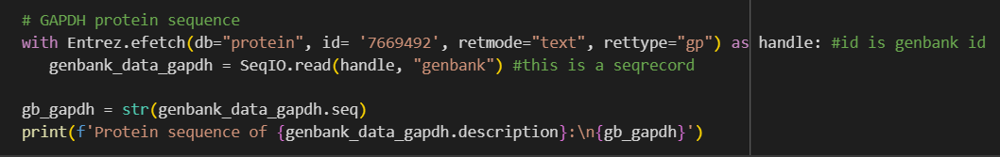 # GAPDH protein sequence
with Entrez.efetch(db="protein", id= '7669492', retmode="text", rettype="gp") as handle: #id is genbank id
   genbank_data_gapdh = SeqIO.read(handle, "genbank") #this is a seqrecord
gb_gapdh = str(genbank_data_gapdh.seq)
print(f'Protein sequence of {genbank_data_gapdh.description}:\n{gb_gapdh}')